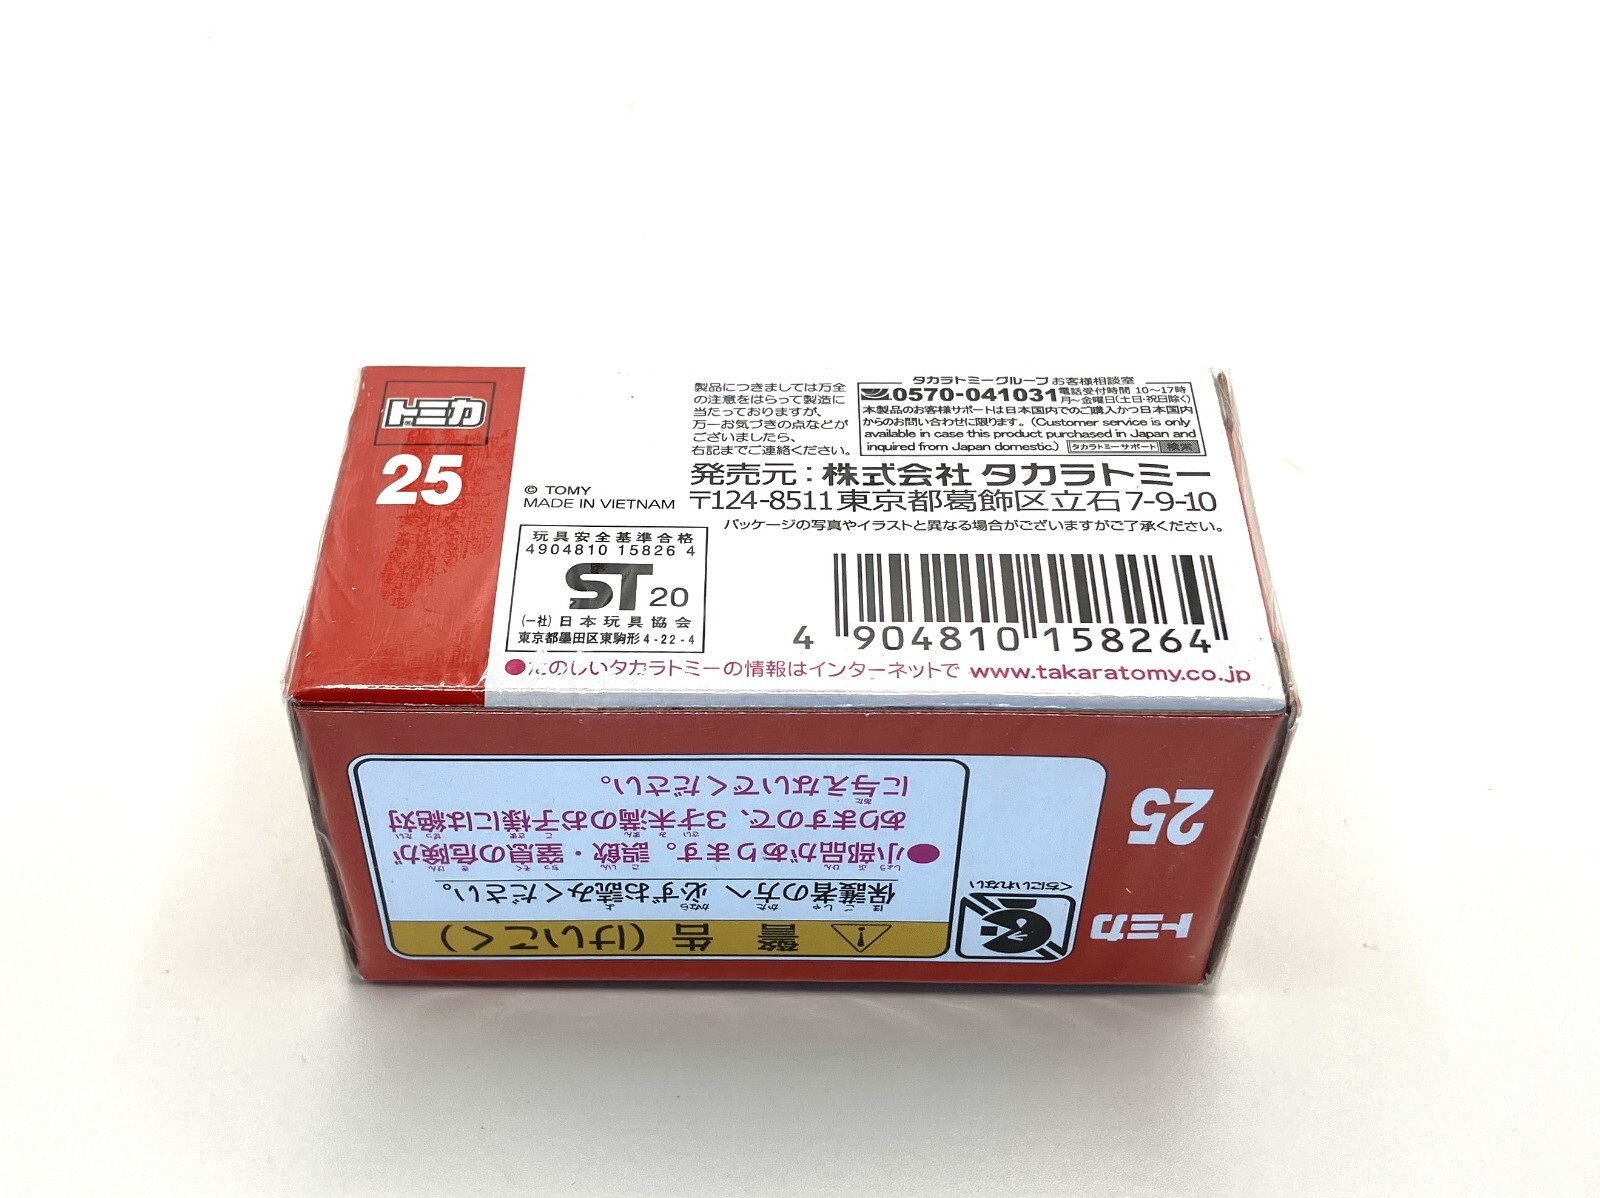 トミカ
25
© TOMY
MADE IN VIETNAM
製品につきましては万全
の注意をはらって製造に
当たっておりますが、
万一お気づきの点などが
ございましたら、
右記までご連絡ください。
タカラトミーグループ お客様相談室
0570-041031 電話受付時間 10〜17時
月〜金曜日(土日・祝日除く)
本製品のお客様サポートは日本国内でのご購入かつ日本国内
からのお問い合わせに限ります。(Customer service is only
available in case this product purchased in Japan and
inquired from Japan domestic.) タカラトミーサポート 検索
発売元：株式会社 タカラトミー
〒124-8511 東京都葛飾区立石7-9-10
パッケージの写真やイラストと異なる場合がございますがご了承ください。
玩具安全基準合格
4904810 15826 4
ST 20
(一社)日本玩具協会
東京都墨田区東駒形4-22-4
4 904810 158264
●たのしいタカラトミーの情報はインターネットで www.takaratomy.co.jp
トミカ
25
くちにいれない
警告(けいこく)
保護者の方へ 必ずお読みください。
●小部品があります。誤飲・窒息の危険が
ありますので、3才未満のお子様には絶対
に与えないでください。